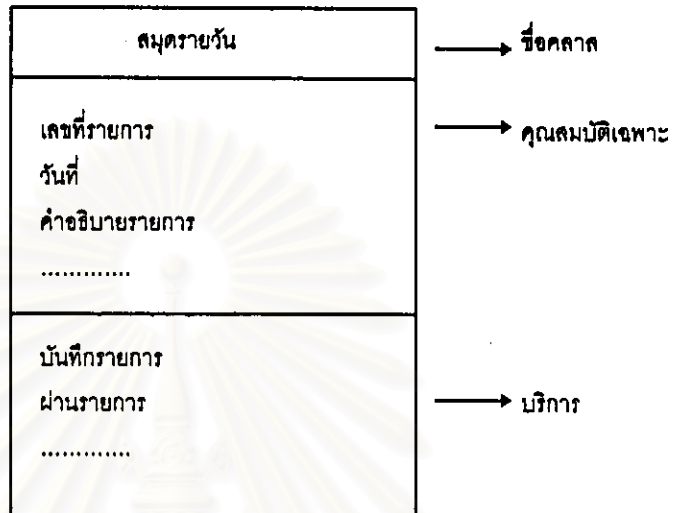 สมุดรายวัน
ชื่อคลาส
เลขที่รายการ
คุณสมบัติเฉพาะ
วันที่
คำอธิบายรายการ
.............
บันทึกรายการ
ผ่านรายการ
บริการ
.............